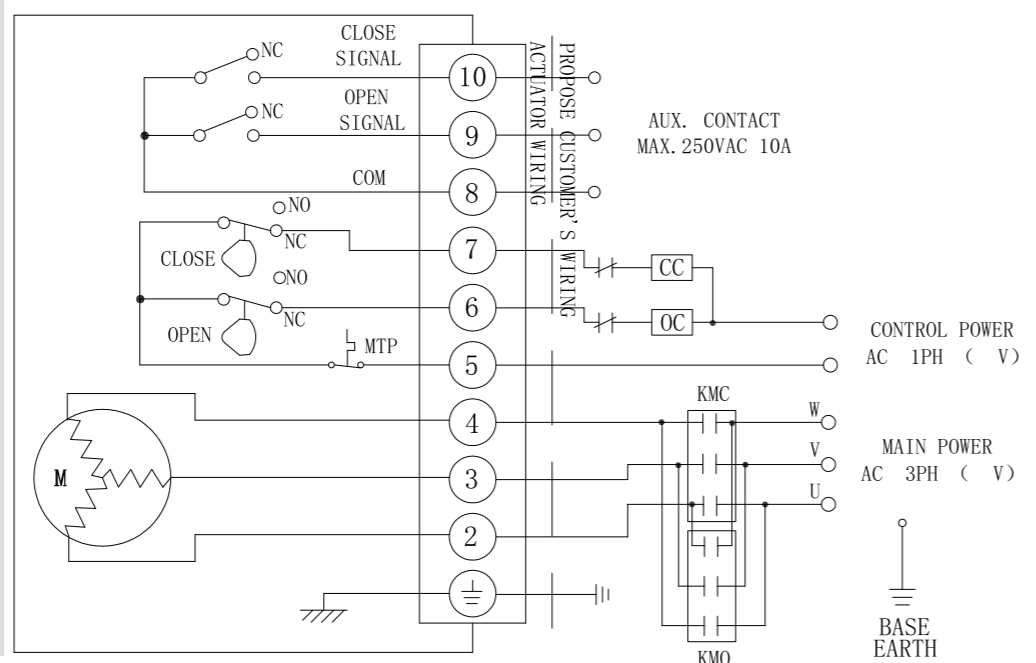 CLOSE
SIGNAL
NC
10
OPEN
SIGNAL
NC
9
COM
8
ACTUATOR WIRING
PROPOSE CUSTOMER'S WIRING
AUX. CONTACT
MAX. 250VAC 10A
NO
NC
CLOSE
7
CC
NO
NC
OPEN
6
OC
MTP
5
CONTROL POWER
AC 1PH ( V)
KMC
4
W
M
3
V
MAIN POWER
AC 3PH ( V)
U
2
BASE
EARTH
KMO